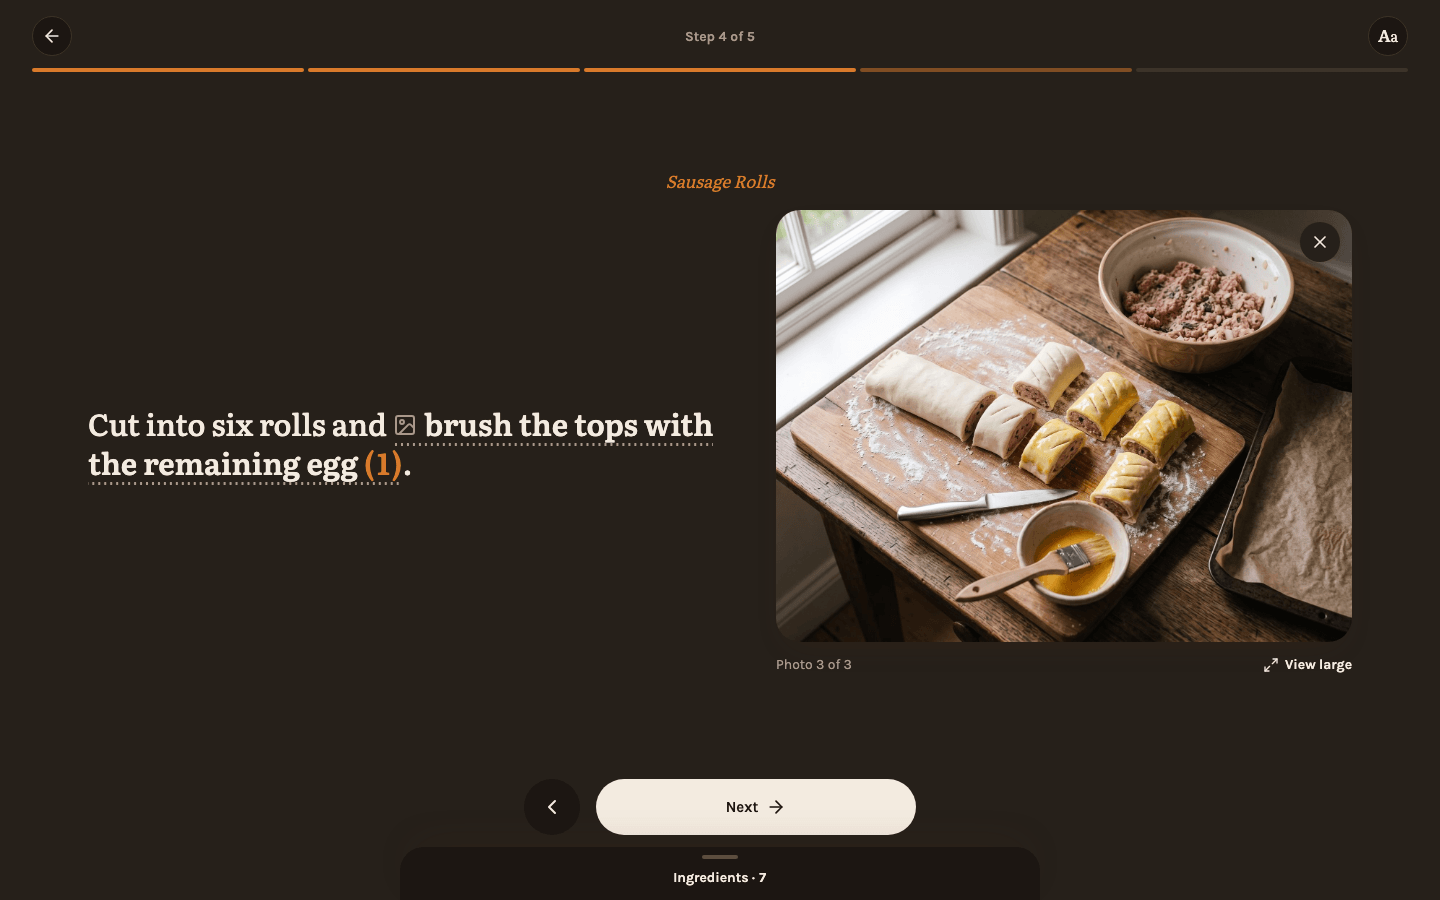 Step 4 of 5
Aa
Sausage Rolls
Cut into six rolls and brush the tops with
the remaining egg (1).
Photo 3 of 3
View large
Next
Ingredients · 7